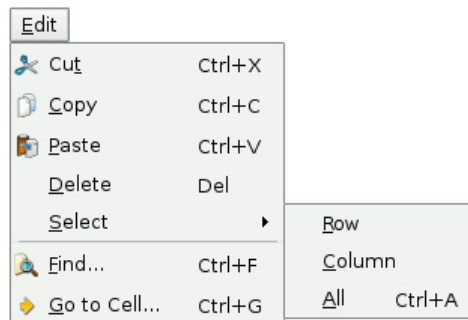 Edit
Cut Ctrl+X
Copy Ctrl+C
Paste Ctrl+V
Delete Del
Select
Row
Find... Ctrl+F
Column
Go to Cell... Ctrl+G
All Ctrl+A